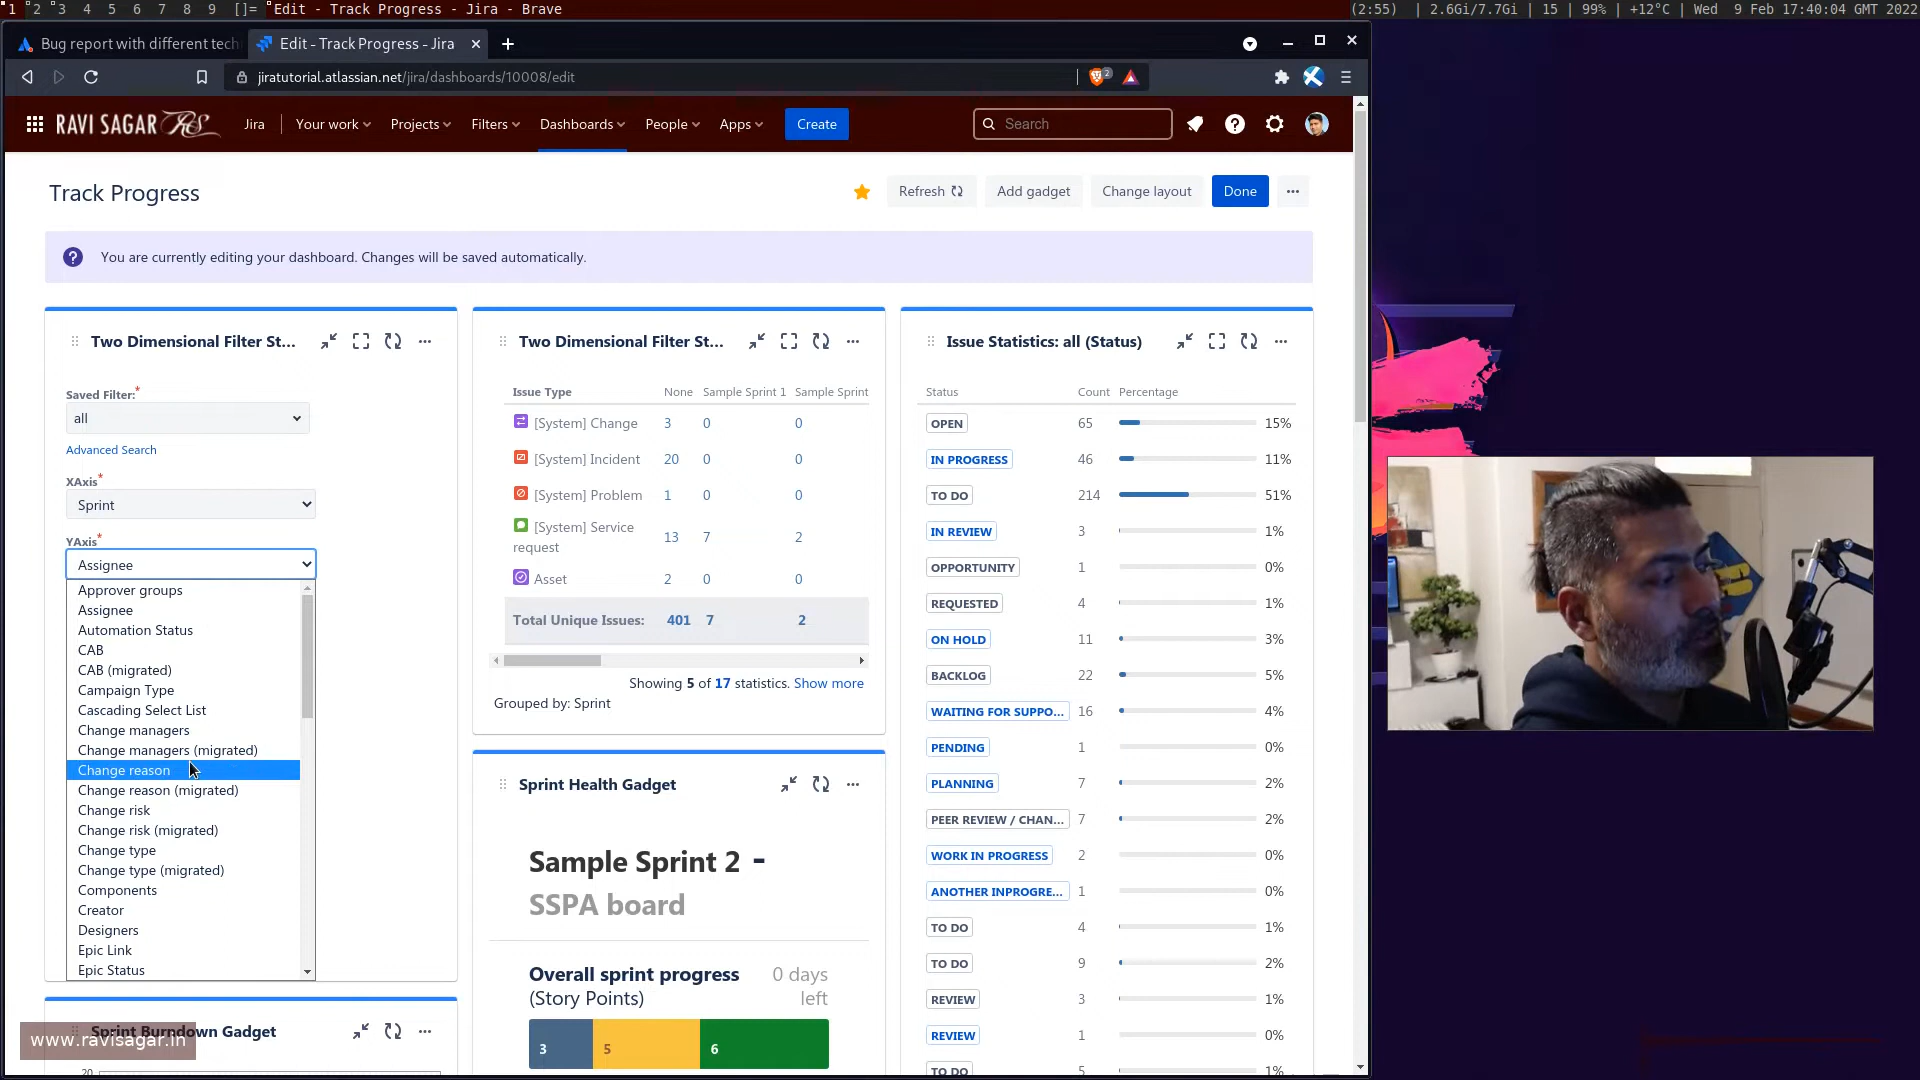 1 2 3 4 5 6 7 8 9 []= Edit - Track Progress - Jira - Brave
(2:55) | 2.6Gi/7.7Gi | 15 | 99% | +12°C | Wed 9 Feb 17:40:04 GMT 2022
Bug report with different tech
Edit - Track Progress - Jira
jiratutorial.atlassian.net/jira/dashboards/10008/edit
2
RAVI SAGAR RS
Jira
Your work
Projects
Filters
Dashboards
People
Apps
Create
Search
Track Progress
Refresh
Add gadget
Change layout
Done
You are currently editing your dashboard. Changes will be saved automatically.
Two Dimensional Filter St...
Saved Filter:*
all
Advanced Search
XAxis*
Sprint
YAxis*
Assignee
Approver groups
Assignee
Automation Status
CAB
CAB (migrated)
Campaign Type
Cascading Select List
Change managers
Change managers (migrated)
Change reason
Change reason (migrated)
Change risk
Change risk (migrated)
Change type
Change type (migrated)
Components
Creator
Designers
Epic Link
Epic Status
Sprint Burndown Gadget
www.ravisagar.in
20
Two Dimensional Filter St...
Issue Type None Sample Sprint 1 Sample Sprint
[System] Change 3 0 0
[System] Incident 20 0 0
[System] Problem 1 0 0
[System] Service request 13 7 2
Asset 2 0 0
Total Unique Issues: 401 7 2
Showing 5 of 17 statistics. Show more
Grouped by: Sprint
Sprint Health Gadget
Sample Sprint 2 -
SSPA board
Overall sprint progress
(Story Points)
0 days
left
3 5 6
Issue Statistics: all (Status)
Status Count Percentage
OPEN 65 15%
IN PROGRESS 46 11%
TO DO 214 51%
IN REVIEW 3 1%
OPPORTUNITY 1 0%
REQUESTED 4 1%
ON HOLD 11 3%
BACKLOG 22 5%
WAITING FOR SUPPO... 16 4%
PENDING 1 0%
PLANNING 7 2%
PEER REVIEW / CHAN... 7 2%
WORK IN PROGRESS 2 0%
ANOTHER INPROGRE... 1 0%
TO DO 4 1%
TO DO 9 2%
REVIEW 3 1%
REVIEW 1 0%
TO DO 5 1%